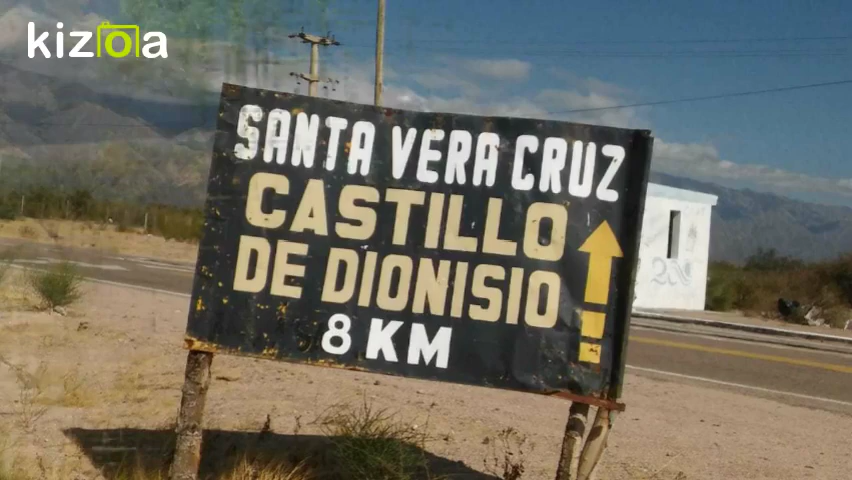 kizoa
SANTA VERA CRUZ
CASTILLO
DE DIONISIO
8 KM